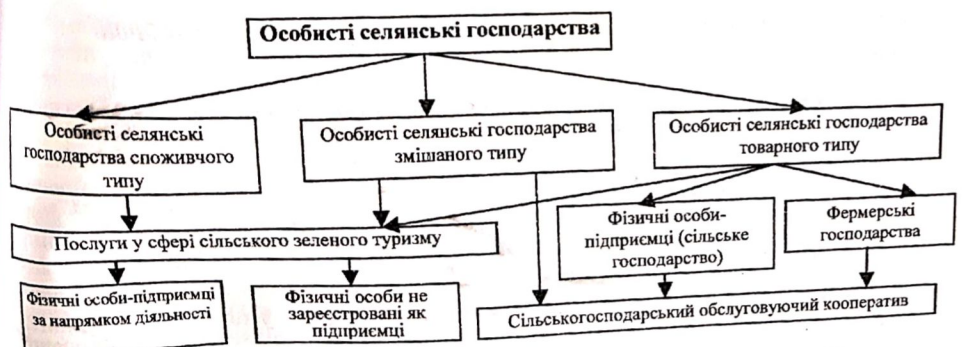 Особисті селянські господарства
Особисті селянські
господарства споживчого
типу
Особисті селянські господарства
змішаного типу
Особисті селянські господарства
товарного типу
Послуги у сфері сільського зеленого туризму
Фізичні особи-
підприємці (сільське
господарство)
Фермерські
господарства
Фізичні особи-підприємці
за напрямком діяльності
Фізичні особи не
зареєстровані як
підприємці
Сільськогосподарський обслуговуючий кооператив